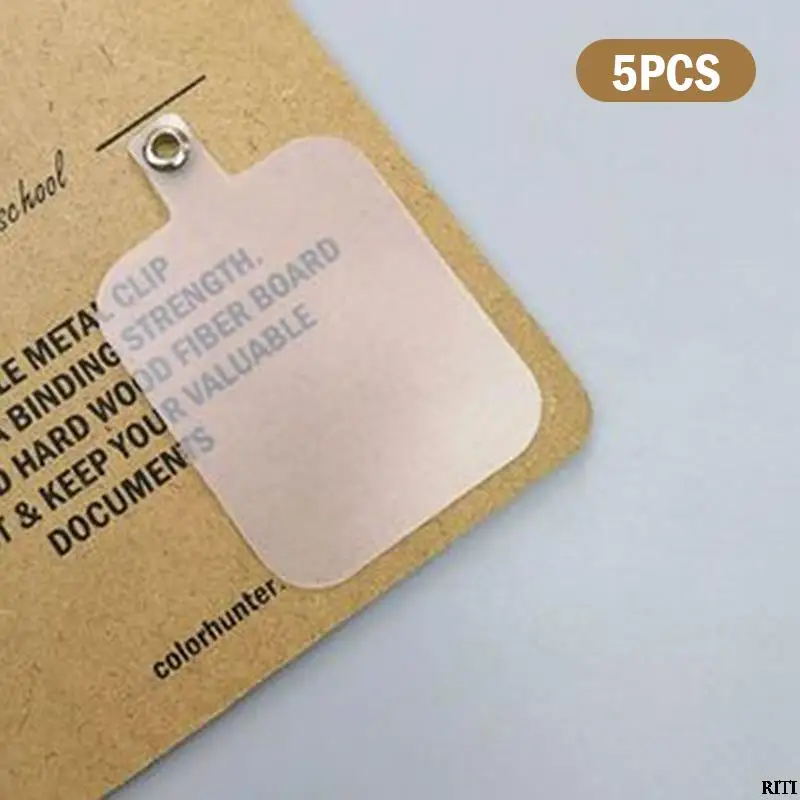 5PCS
school
LE METAL CLIP
A BINDING STRENGTH,
D HARD WOOD FIBER BOARD
T & KEEP YOUR VALUABLE
DOCUMENTS
colorhunter.
RITI